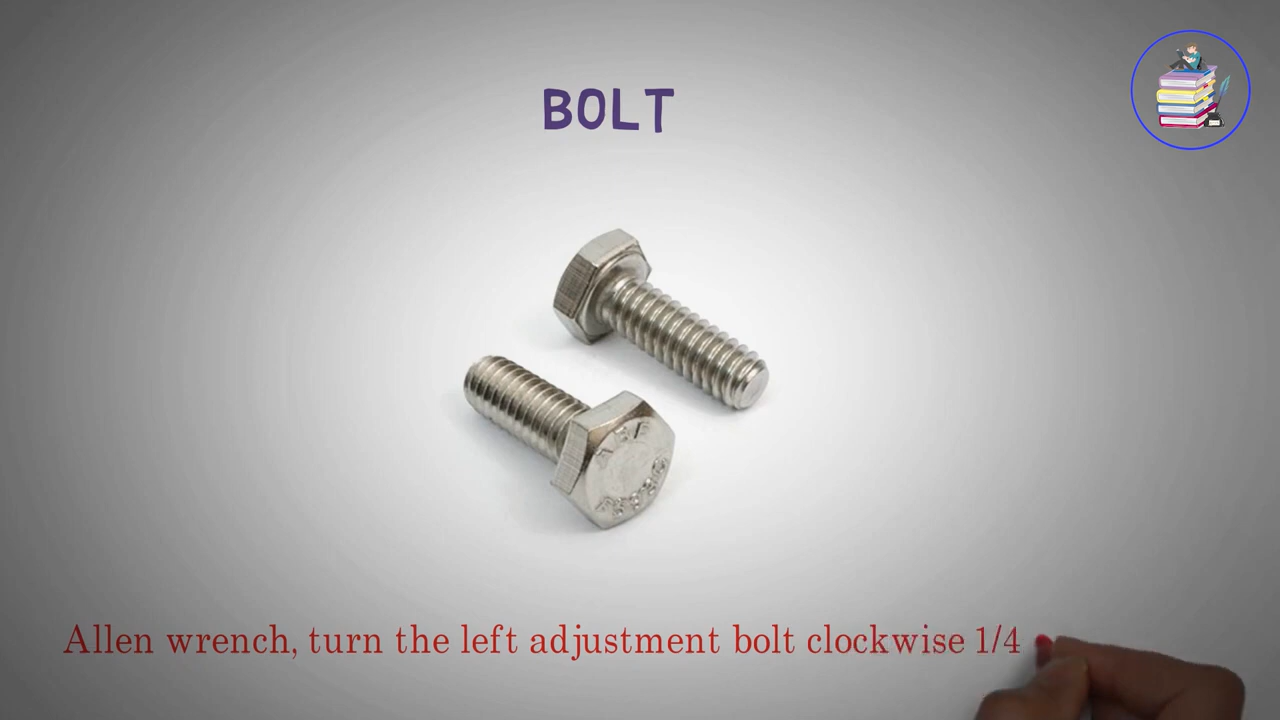 BOLT
Allen wrench, turn the left adjustment bolt clockwise 1/4